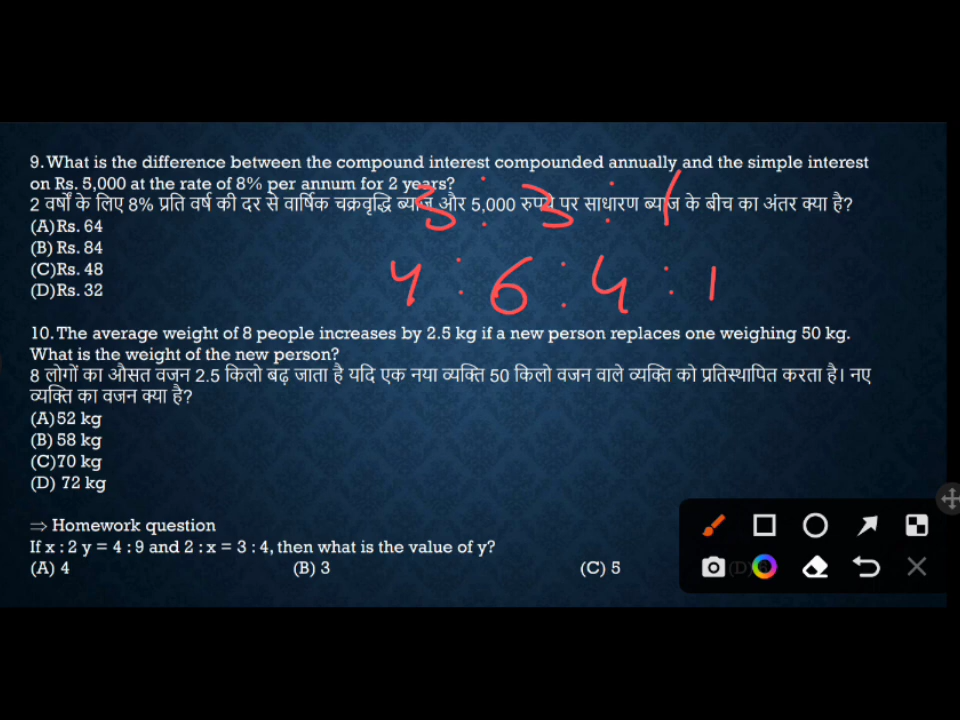 9. What is the difference between the compound interest compounded annually and the simple interest
on Rs. 5,000 at the rate of 8% per annum for 2 years?
2 वर्षों के लिए 8% प्रति वर्ष की दर से वार्षिक चक्रवृद्धि ब्याज और 5,000 रुपये पर साधारण ब्याज के बीच का अंतर क्या है?
3 : 3 : 1
(A) Rs. 64
(B) Rs. 84
(C) Rs. 48
(D) Rs. 32
4 : 6 : 4 : 1
10. The average weight of 8 people increases by 2.5 kg if a new person replaces one weighing 50 kg.
What is the weight of the new person?
8 लोगों का औसत वजन 2.5 किलो बढ़ जाता है यदि एक नया व्यक्ति 50 किलो वजन वाले व्यक्ति को प्रतिस्थापित करता है। नए
व्यक्ति का वजन क्या है?
(A) 52 kg
(B) 58 kg
(C) 70 kg
(D) 72 kg
⇒ Homework question
If x : 2 y = 4 : 9 and 2 : x = 3 : 4, then what is the value of y?
(A) 4 (B) 3 (C) 5 (D)